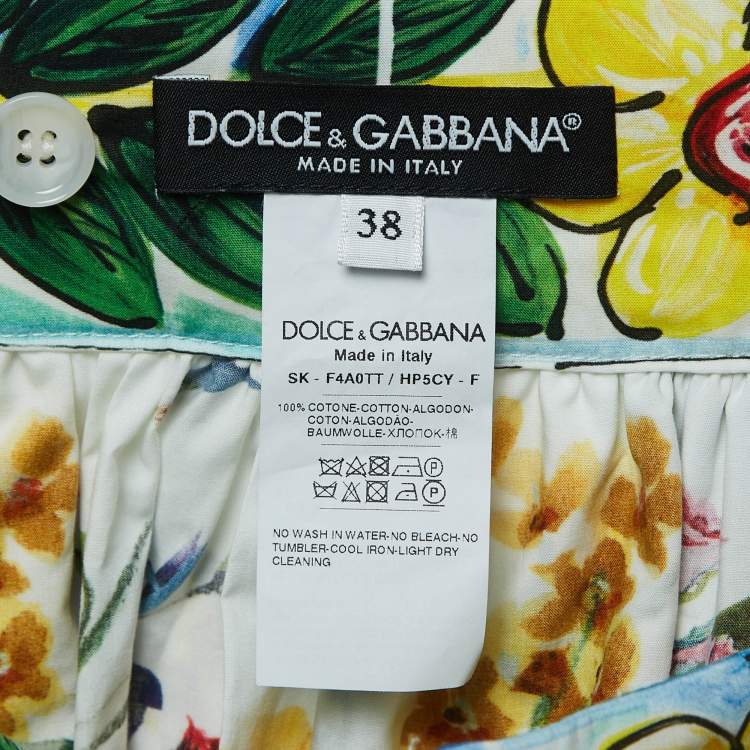 DOLCE & GABBANA®
MADE IN ITALY
38
DOLCE & GABBANA
Made in Italy
SK - F4A0TT / HP5CY - F
100% COTONE-COTTON-ALGODON-
COTON-ALGODÃO-
BAUMWOLLE-ХЛОПОК-棉
NO WASH IN WATER-NO BLEACH-NO
TUMBLER-COOL IRON-LIGHT DRY
CLEANING